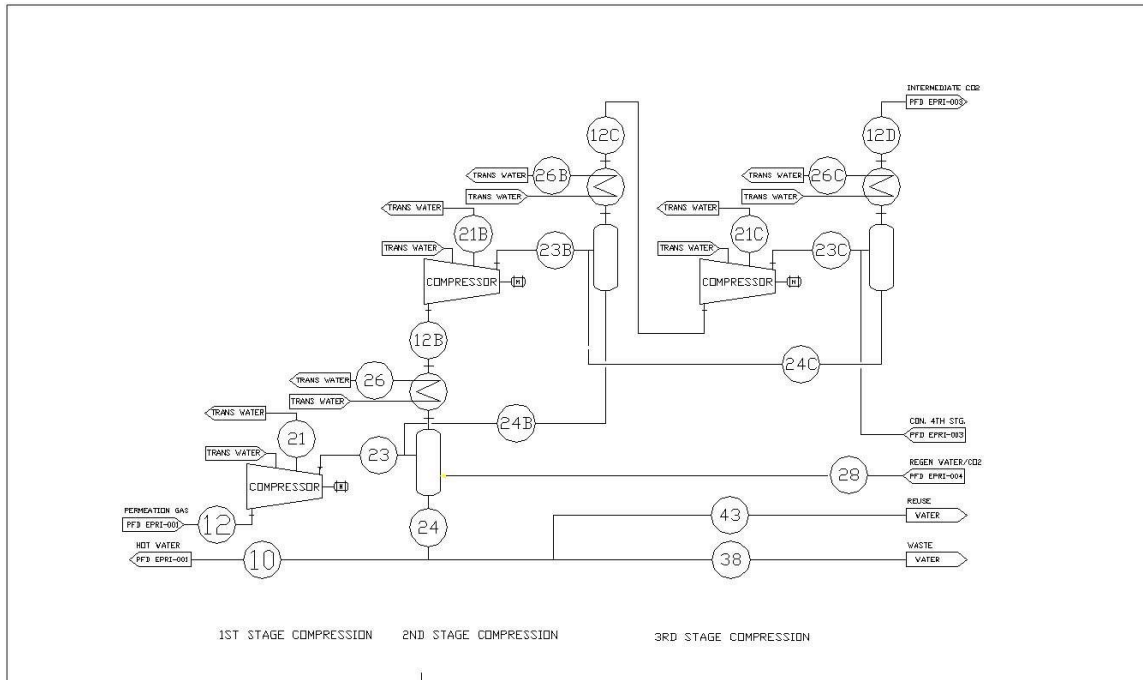 INTERMEDIATE CO2
PFD EPRI-003
12C
12D
TRANS WATER
26B
TRANS WATER
26C
TRANS WATER
TRANS WATER
TRANS WATER
TRANS WATER
21B
21C
TRANS WATER
23B
TRANS WATER
23C
COMPRESSOR
M
COMPRESSOR
M
12B
24C
TRANS WATER
26
TRANS WATER
TRANS WATER
24B
CON. 4TH STG.
PFD EPRI-003
21
TRANS WATER
23
REGEN WATER/CO2
28
PFD EPRI-004
COMPRESSOR
M
PERMEATION GAS
PFD EPRI-001
12
24
43
REUSE
WATER
HOT WATER
PFD EPRI-001
10
38
WASTE
WATER
1ST STAGE COMPRESSION
2ND STAGE COMPRESSION
3RD STAGE COMPRESSION